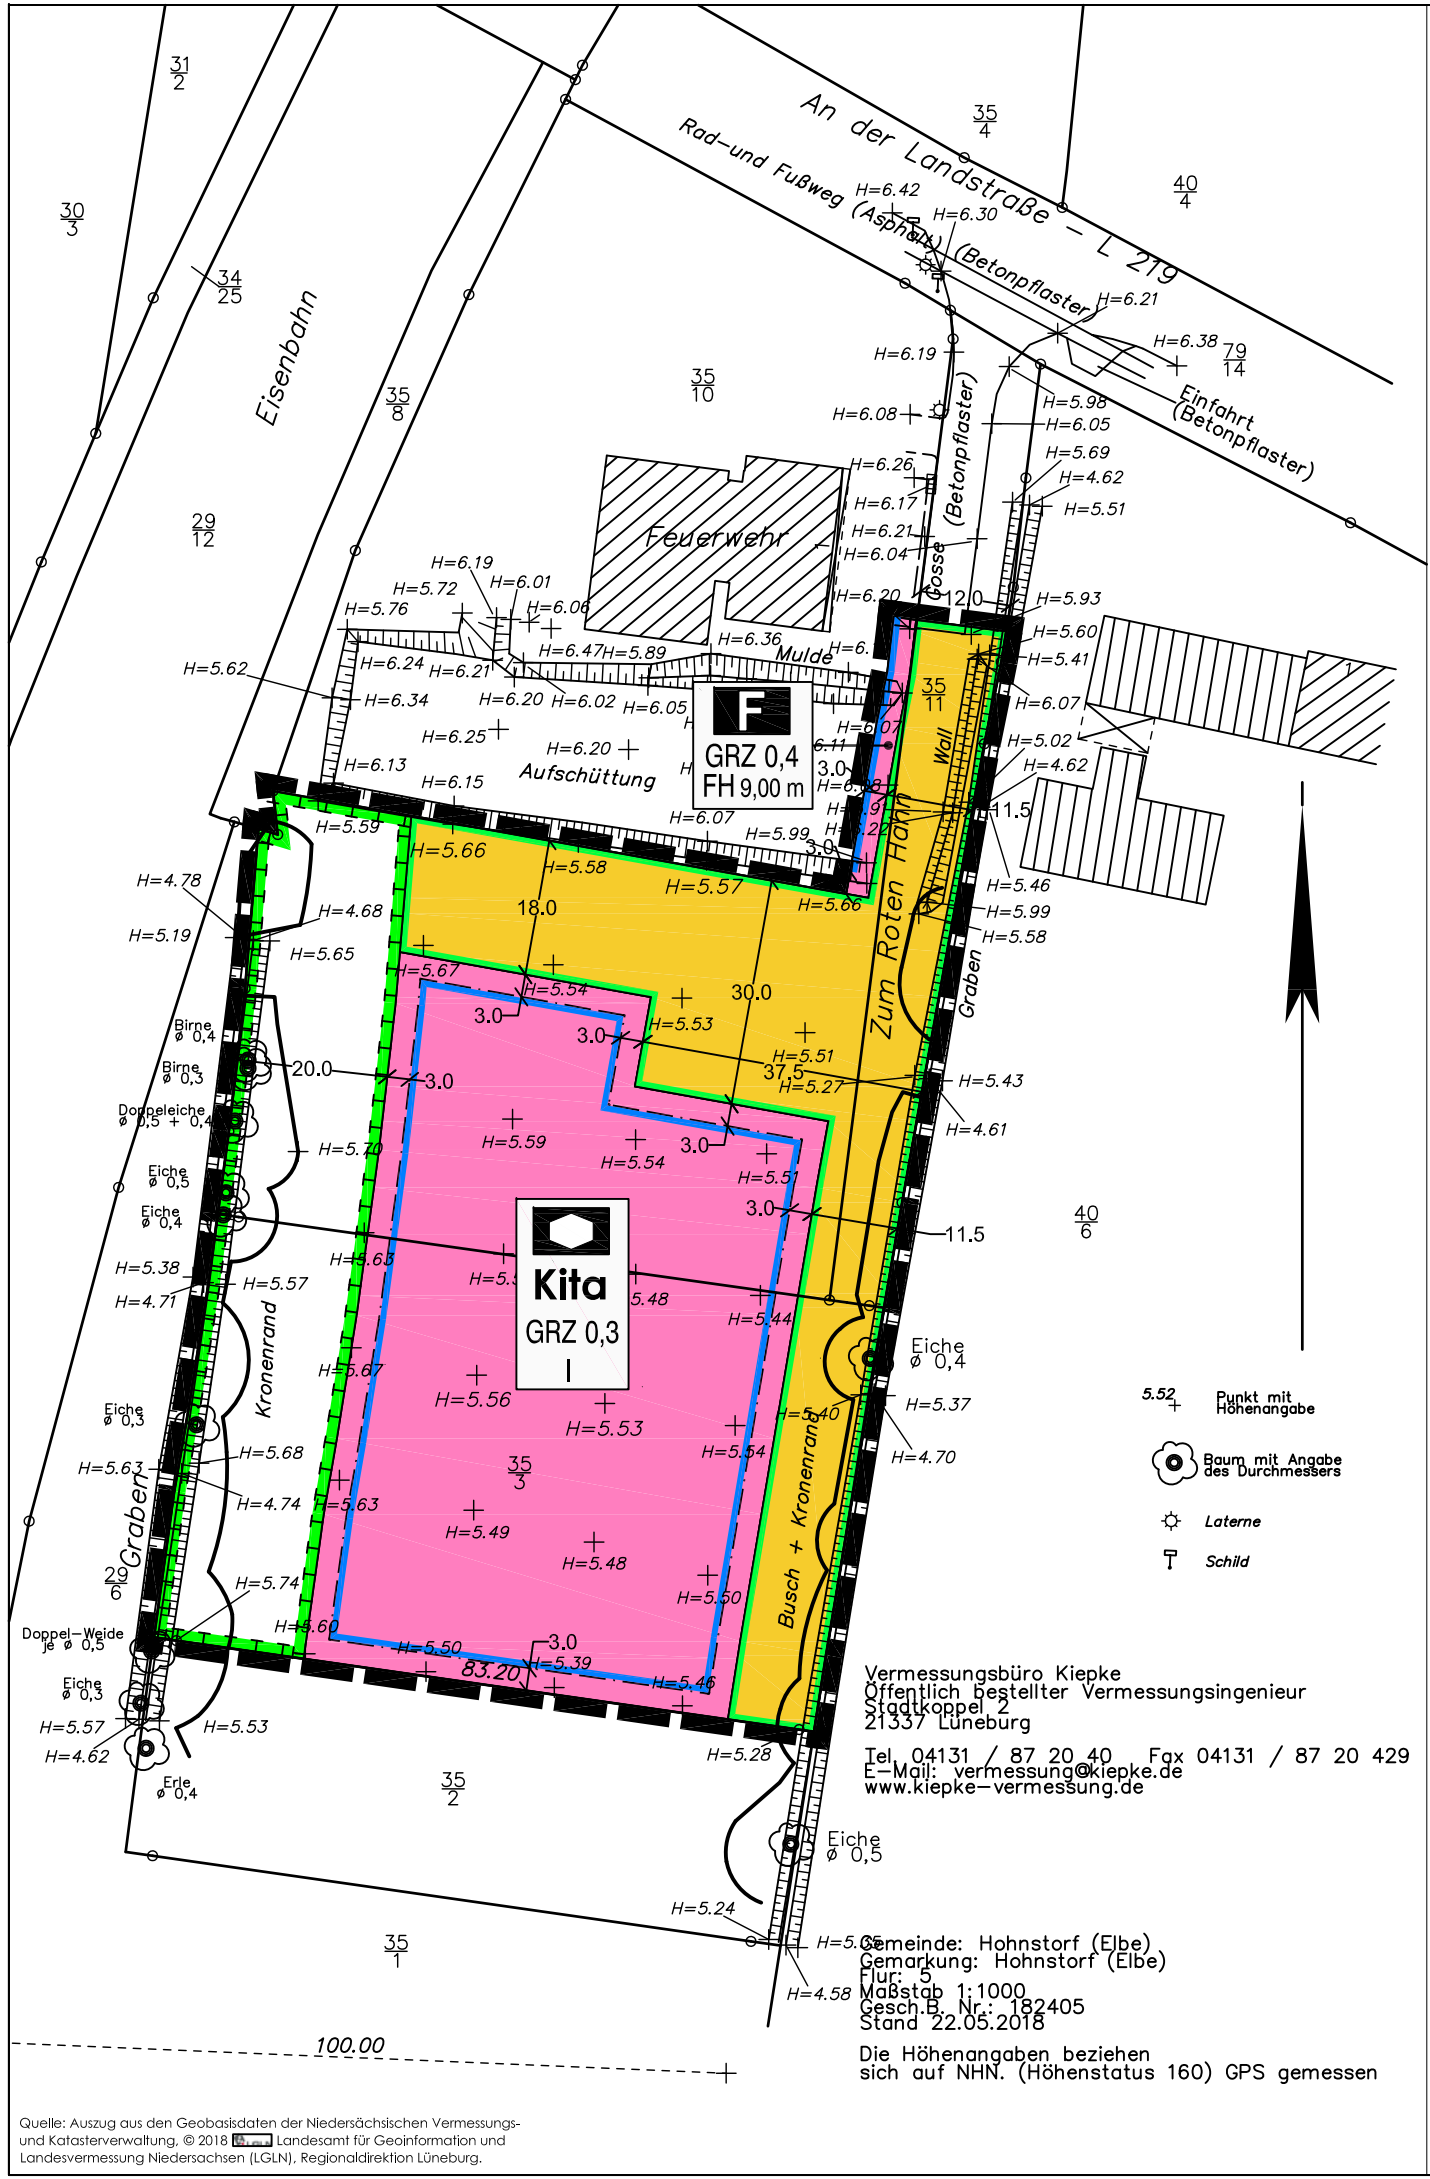 31
2
An der Landstraße - L 219
35
4
Rad-und Fußweg (Asphalt)
(Betonpflaster)
40
4
H=6.42
H=6.30
30
3
34
25
H=6.21
H=6.38
79
14
Eisenbahn
H=6.19
35
10
35
8
Einfahrt
(Betonpflaster)
H=5.98
H=6.08
H=6.05
H=5.69
H=6.26
H=4.62
H=6.17
H=5.51
29
12
Feuerwehr
H=6.21
H=6.04
Gosse (Betonpflaster)
H=6.19
H=5.72
H=6.01
H=5.76
H=6.06
H=6.20
12.0
H=5.93
H=5.60
H=6.36
Mulde
H=5.41
H=5.62
H=6.24
H=6.21
H=6.47
H=5.89
H=6.34
H=6.20
H=6.02
H=6.05
35
11
H=6.07
F
GRZ 0,4
FH 9,00 m
H=6.07
Wall
H=6.25
H=6.20
6.11
H=5.02
H=4.62
H=6.13
H=6.15
Aufschüttung
3.0
11.5
H=5.59
H=6.07
H=5.99
3.0
H=5.66
H=5.58
H=5.57
H=5.66
H=5.46
H=4.78
H=4.68
18.0
H=5.99
H=5.19
H=5.65
H=5.58
Zum Roten Hahn
Graben
H=5.67
H=5.54
30.0
3.0
H=5.53
3.0
H=5.51
Birne
ø 0,4
Birne
ø 0,3
20.0
3.0
37.5
H=5.27
H=5.43
Doppeleiche
ø 0,5 + 0,4
H=4.61
H=5.59
H=5.54
3.0
H=5.70
H=5.51
Eiche
ø 0,5
Eiche
ø 0,4
3.0
11.5
40
6
Kita
GRZ 0,3
I
H=5.63
H=5.38
H=4.71
H=5.57
5.48
H=5.44
Kronenrand
Eiche
ø 0,4
H=5.67
H=5.56
H=5.53
H=5.40
H=5.37
5.52
Punkt mit
Höhenangabe
Eiche
ø 0,3
H=5.54
H=4.70
Baum mit Angabe
des Durchmessers
H=5.63
H=5.68
H=4.74
35
3
H=5.63
H=5.49
H=5.48
Laterne
Schild
Graben
29
6
H=5.74
H=5.50
Busch + Kronenrand
H=5.60
Doppel-Weide
je ø 0,5
H=5.50
3.0
H=5.39
83.20
H=5.46
Eiche
ø 0,3
H=5.57
H=4.62
H=5.53
H=5.28
Vermessungsbüro Kiepke
Öffentlich bestellter Vermessungsingenieur
Stadtkoppel 2
21337 Lüneburg
Tel. 04131 / 87 20 40 Fax 04131 / 87 20 429
E-Mail: vermessung@kiepke.de
www.kiepke-vermessung.de
Erle
ø 0,4
35
2
Eiche
ø 0,5
H=5.24
35
1
H=4.58
Gemeinde: Hohnstorf (Elbe)
Gemarkung: Hohnstorf (Elbe)
Flur: 5
Maßstab 1:1000
Gesch.B. Nr.: 182405
Stand 22.05.2018
100.00
Die Höhenangaben beziehen
sich auf NHN. (Höhenstatus 160) GPS gemessen
Quelle: Auszug aus den Geobasisdaten der Niedersächsischen Vermessungs-
und Katasterverwaltung, © 2018 LGLN Landesamt für Geoinformation und
Landesvermessung Niedersachsen (LGLN), Regionaldirektion Lüneburg.